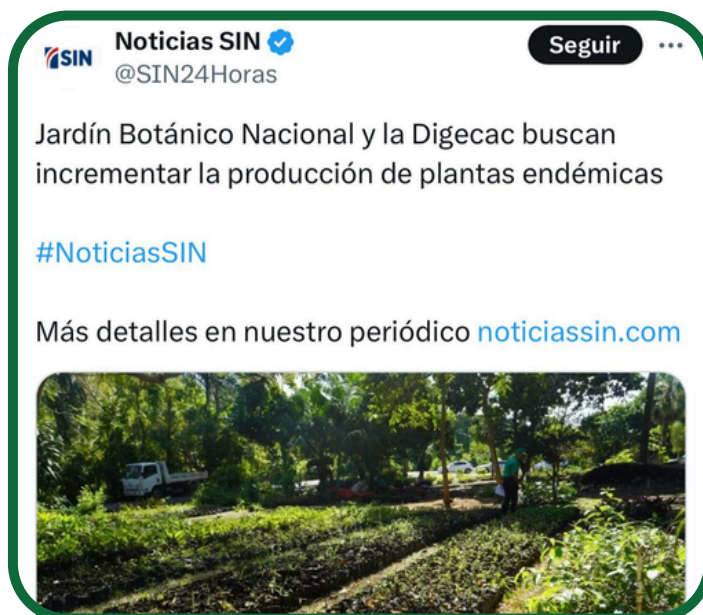 SIN
Noticias SIN
Seguir
@SIN24Horas
Jardín Botánico Nacional y la Digecac buscan
incrementar la producción de plantas endémicas
#NoticiasSIN
Más detalles en nuestro periódico noticiassin.com